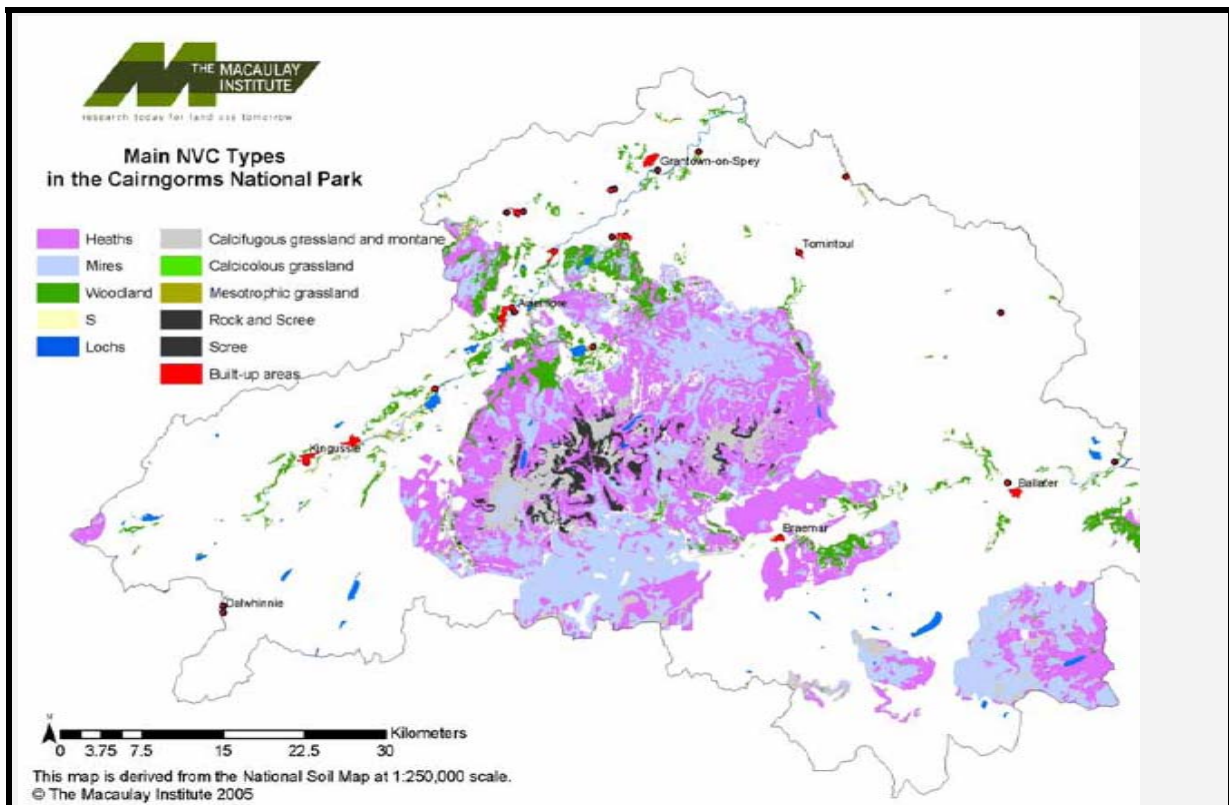 THE MACAULAY
INSTITUTE
research today for land use tomorrow
Main NVC Types
in the Cairngorms National Park
Heaths
Mires
Woodland
S
Lochs
Calcifugous grassland and montane
Calcicolous grassland
Mesotrophic grassland
Rock and Scree
Scree
Built-up areas
Grantown-on-Spey
Tomintoul
Aviemore
Kingussie
Ballater
Braemar
Dalwhinnie
N
Kilometers
0 3.75 7.5 15 22.5 30
This map is derived from the National Soil Map at 1:250,000 scale.
© The Macaulay Institute 2005